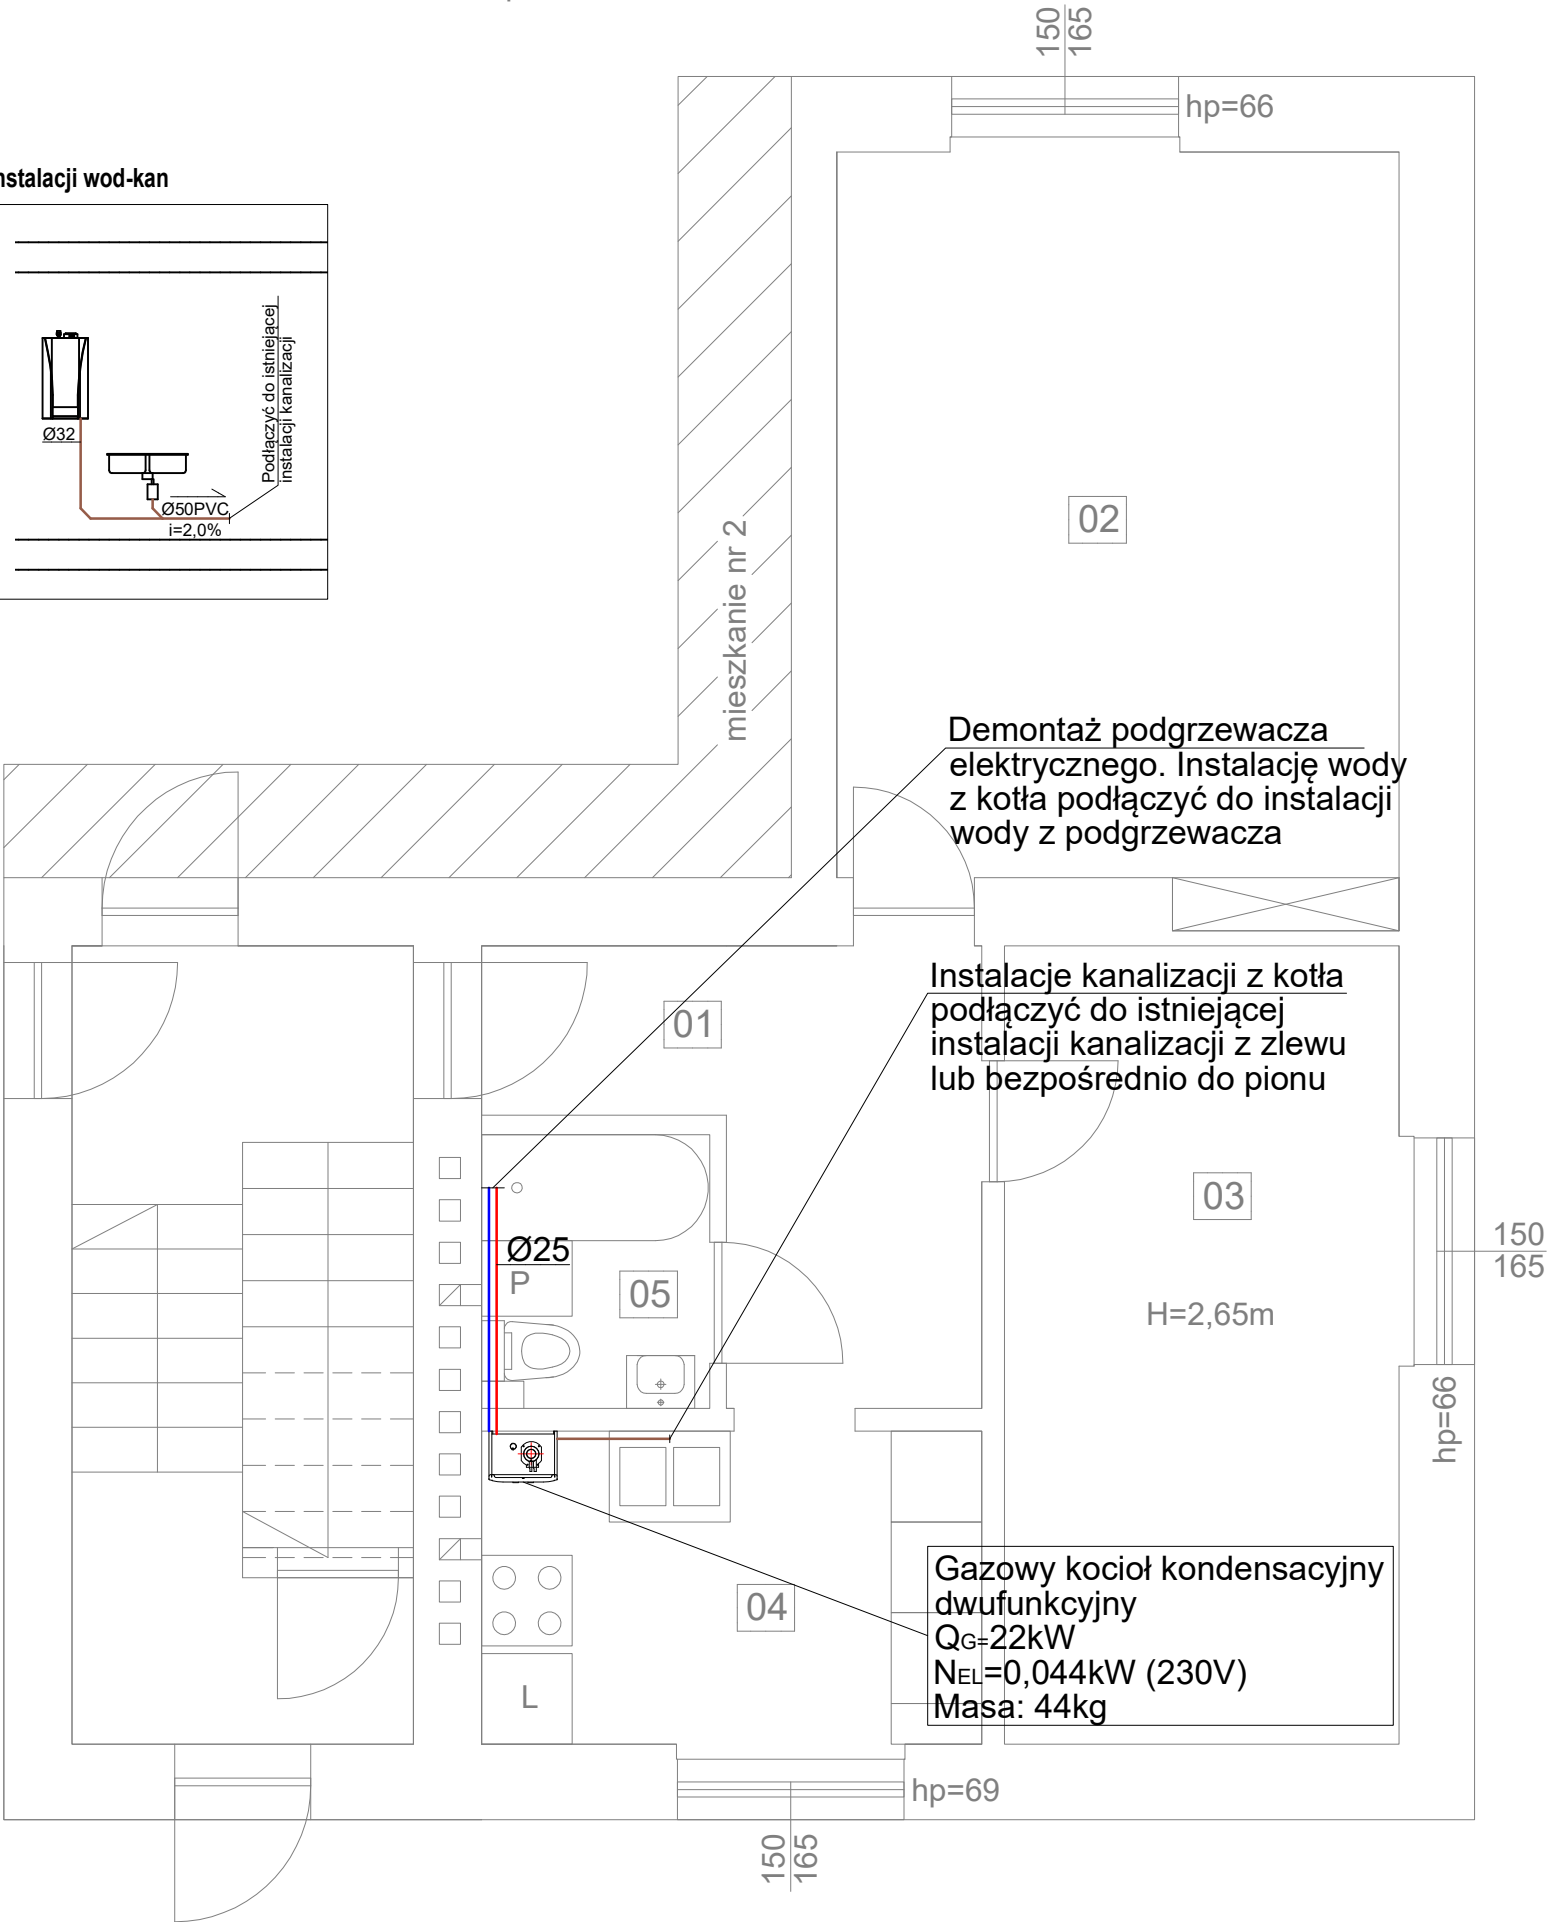 150
165
hp=66
nstalacji wod-kan
Podłączyć do istniejącej
instalacji kanalizacji
Ø32
Ø50PVC
i=2,0%
02
mieszkanie nr 2
Demontaż podgrzewacza
elektrycznego. Instalację wody
z kotła podłączyć do instalacji
wody z podgrzewacza
Instalacje kanalizacji z kotła
podłączyć do istniejącej
instalacji kanalizacji z zlewu
lub bezpośrednio do pionu
01
03
150
165
Ø25
P
05
H=2,65m
hp=66
Gazowy kocioł kondensacyjny
dwufunkcyjny
QG=22kW
NEL=0,044kW (230V)
Masa: 44kg
04
L
hp=69
150
165